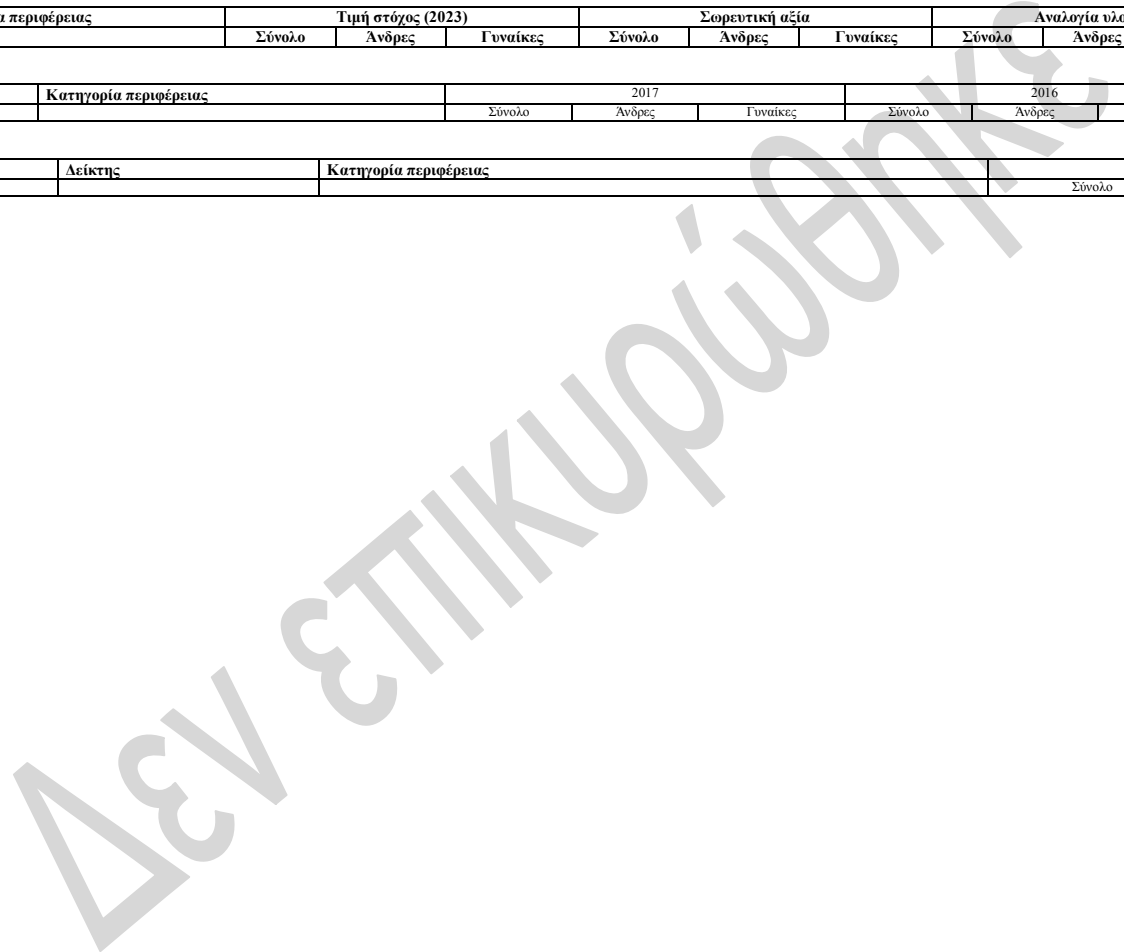 περιφέρειας Τιμή στόχος (2023) Σωρευτική αξία Αναλογία
Σύνολο Άνδρες Γυναίκες Σύνολο Άνδρες Γυναίκες Σύνολο Άνδρες
Κατηγορία περιφέρειας 2017 2016
Σύνολο Άνδρες Γυναίκες Σύνολο Άνδρες
Δείκτης Κατηγορία περιφέρειας
Σύνολο
Δεν επικυρώθηκε